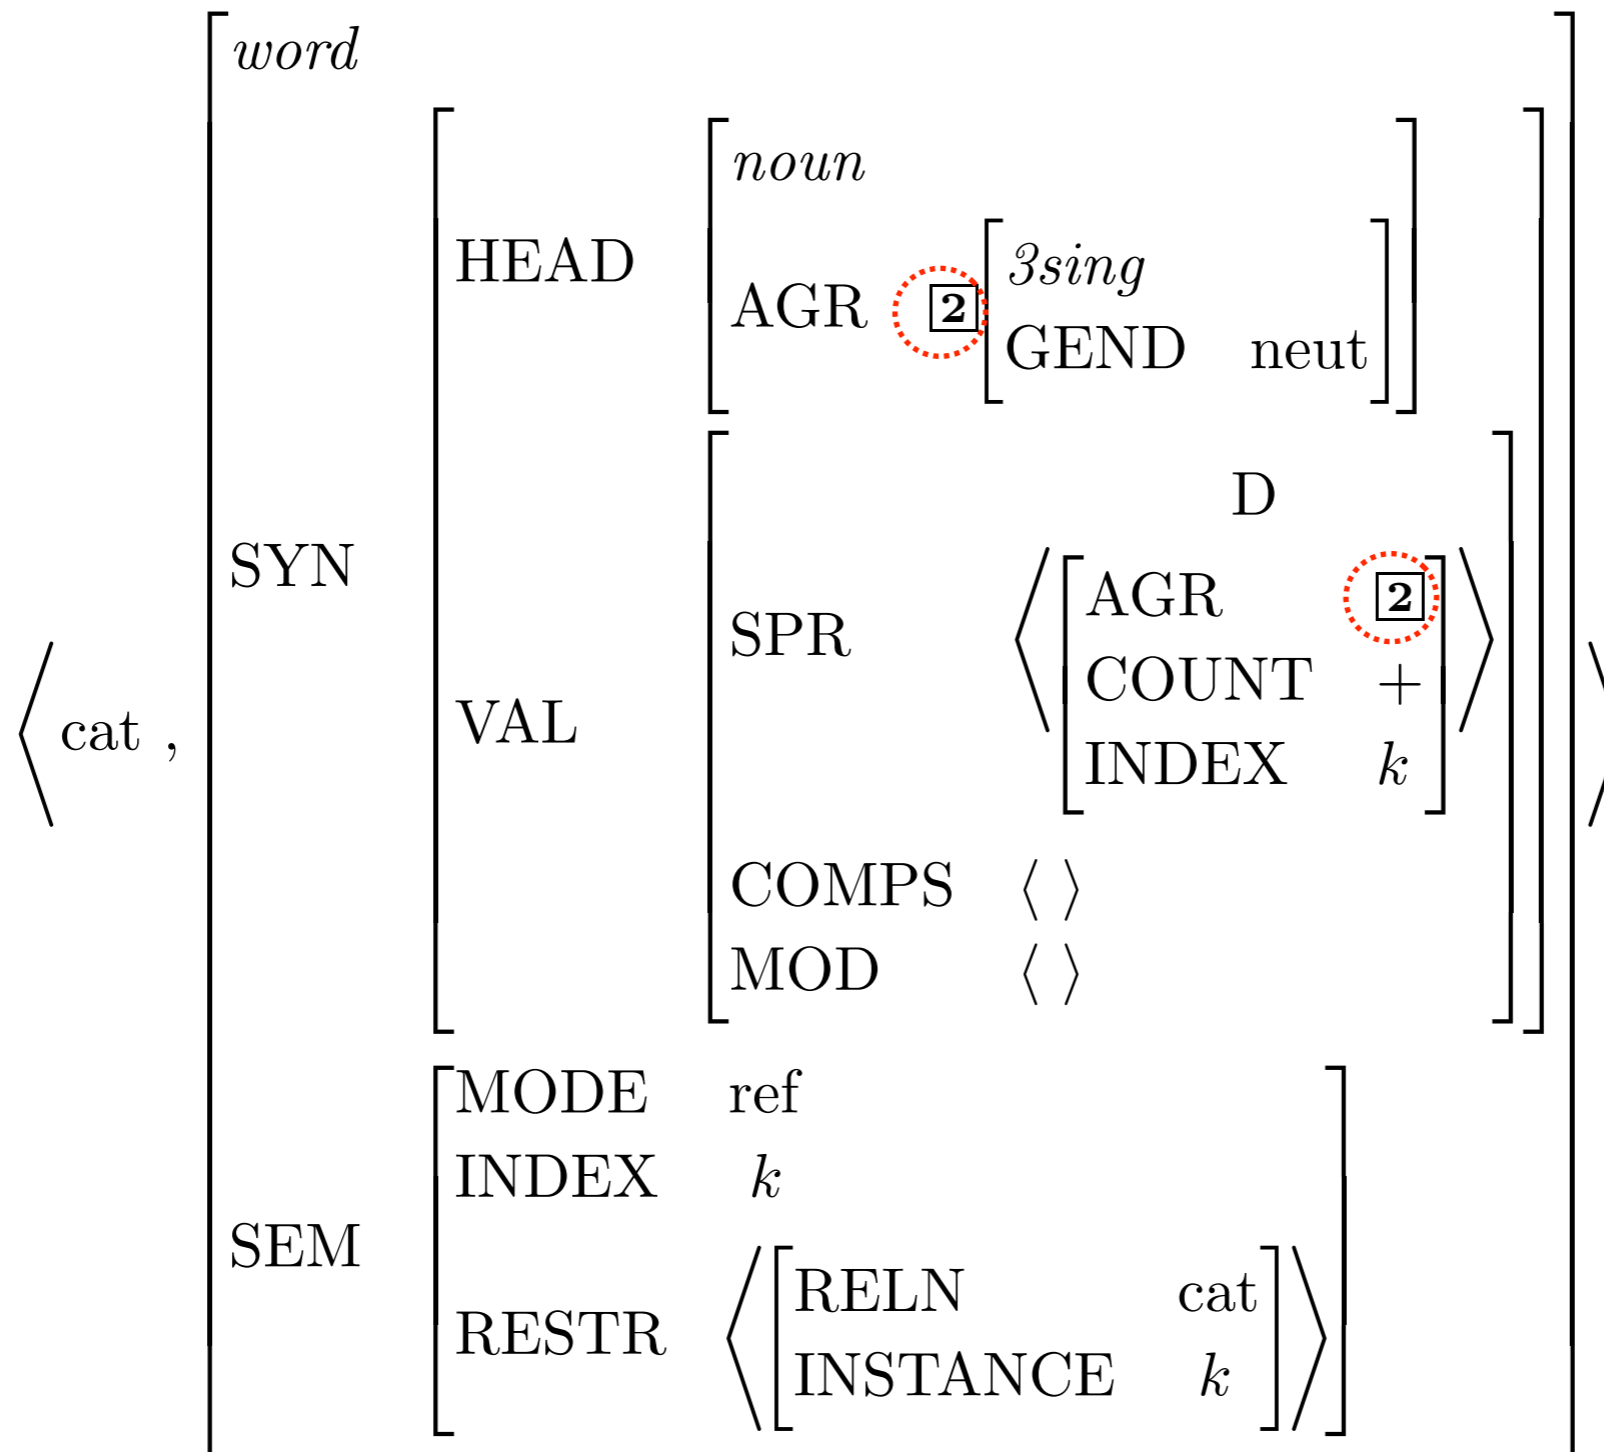 word
noun
HEAD
3sing
AGR 2
GEND neut
D
SYN
AGR 2
SPR
COUNT +
VAL
⟨ cat ,
INDEX k
COMPS ⟨ ⟩
MOD ⟨ ⟩
MODE ref
INDEX k
SEM
RELN cat
RESTR
INSTANCE k